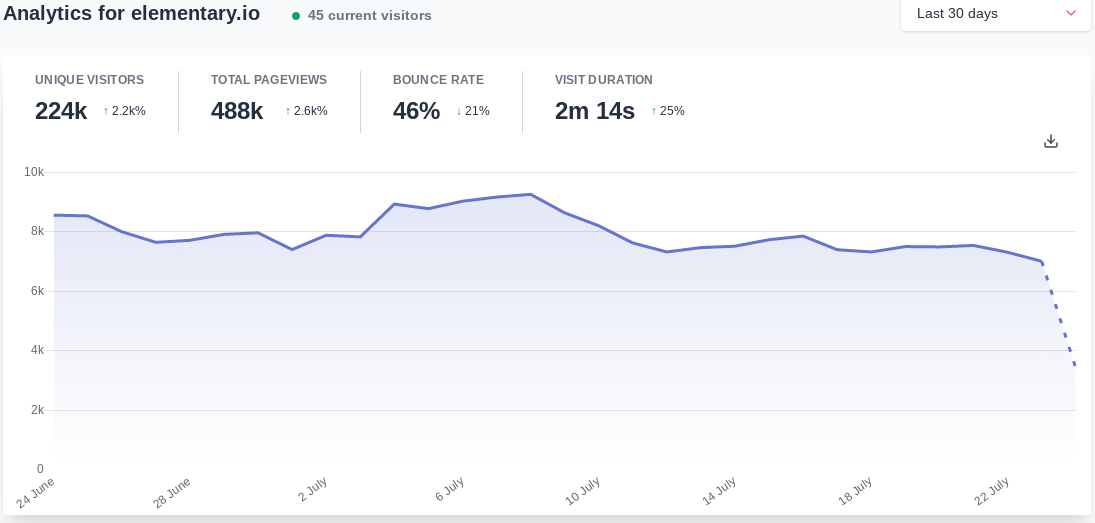 Analytics for elementary.io
45 current visitors
Last 30 days
UNIQUE VISITORS
224k ↑ 2.2k%
TOTAL PAGEVIEWS
488k ↑ 2.6k%
BOUNCE RATE
46% ↓ 21%
VISIT DURATION
2m 14s ↑ 25%
10k
8k
6k
4k
2k
0
24 June
28 June
2 July
6 July
10 July
14 July
18 July
22 July